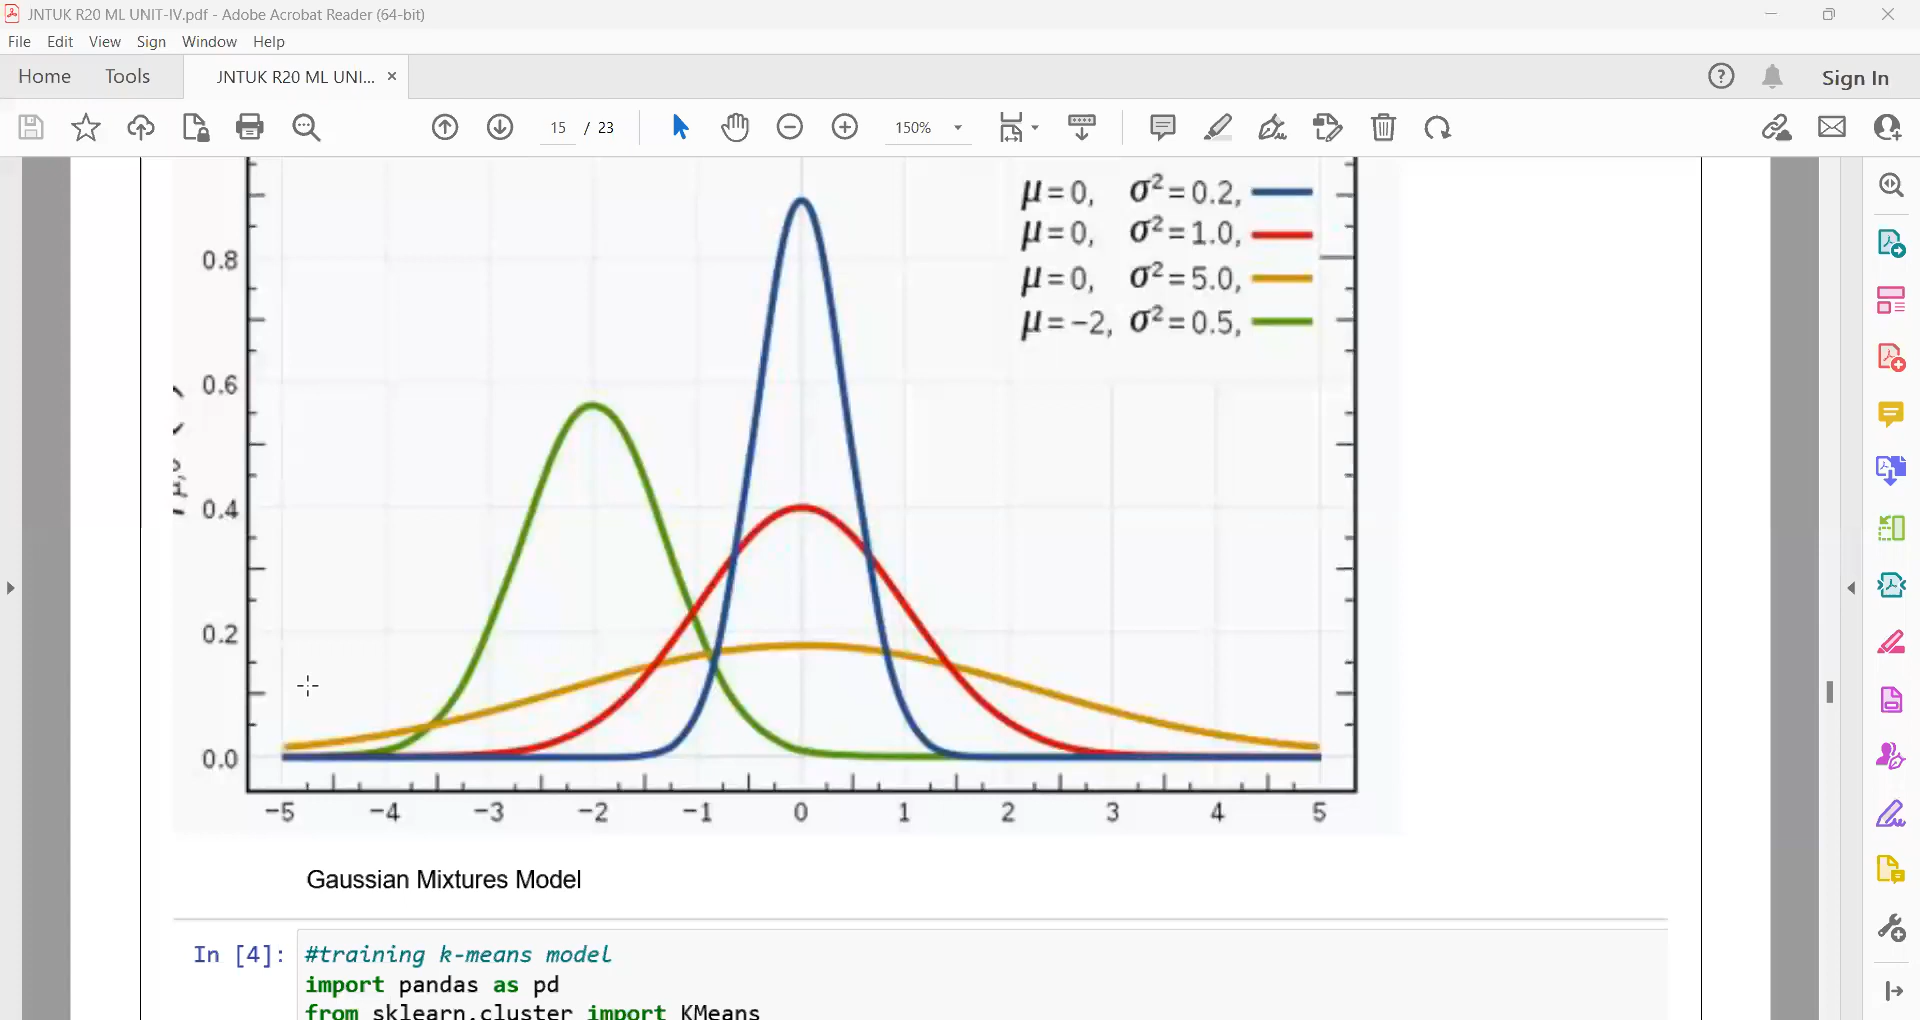 JNTUK R20 ML UNIT-IV.pdf - Adobe Acrobat Reader (64-bit)
File Edit View Sign Window Help
Home Tools JNTUK R20 ML UNI... × Sign In
15 / 23 150%
μ=0, σ²=0.2,
μ=0, σ²=1.0,
μ=0, σ²=5.0,
μ=-2, σ²=0.5,
0.8
0.6
0.4
0.2
0.0
-5 -4 -3 -2 -1 0 1 2 3 4 5
Gaussian Mixtures Model
In [4]: #training k-means model
import pandas as pd
from sklearn.cluster import KMeans